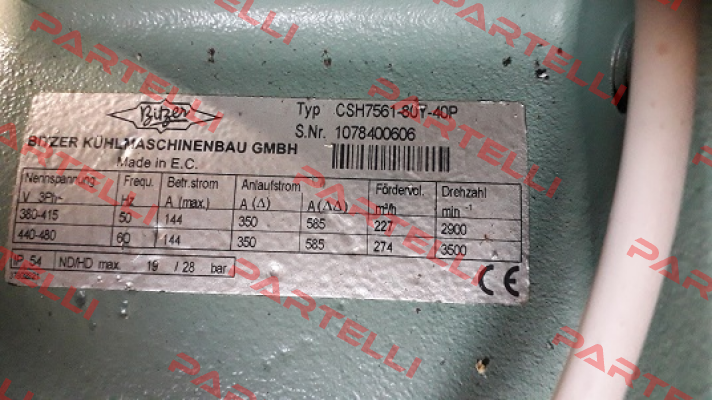 Bitzer
Typ CSH7561-80Y-40P
S.Nr. 1078400606
BITZER KÜHLMASCHINENBAU GMBH
Made in E.C.
Nennspannung Frequ. Betr.strom Anlaufstrom Fördervol. Drehzahl
V 3Ph~ Hz A (max.) A (Δ) A (ΔΔ) m³/h min -1
380-415 50 144 350 585 227 2900
440-480 60 144 350 585 274 3500
IP 54 ND/HD max. 19 / 28 bar
CE
PARTELLI
PARTELLI
PARTELLI
PARTELLI
PARTELLI
PARTELLI
PARTELLI
PARTELLI